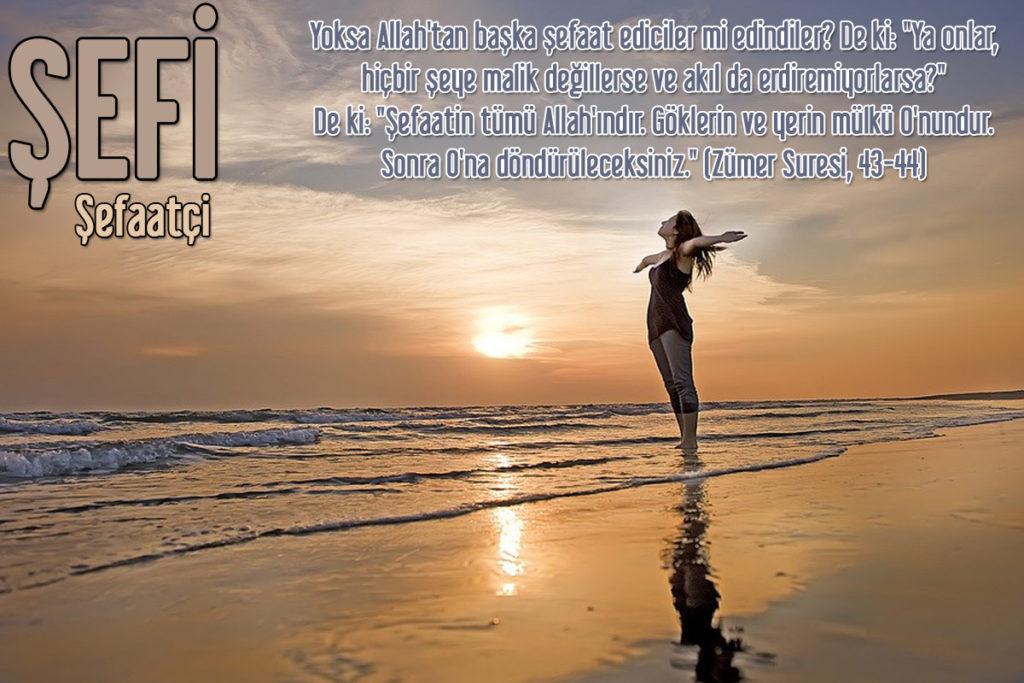 ŞEFİ
Şefaatçi
Yoksa Allah'tan başka şefaat ediciler mi edindiler? De ki: "Ya onlar,
hiçbir şeye malik değillerse ve akıl da erdiremiyorlarsa?"
De ki: "Şefaatin tümü Allah'ındır. Göklerin ve yerin mülkü O'nundur.
Sonra O'na döndürüleceksiniz." (Zümer Suresi, 43-44)